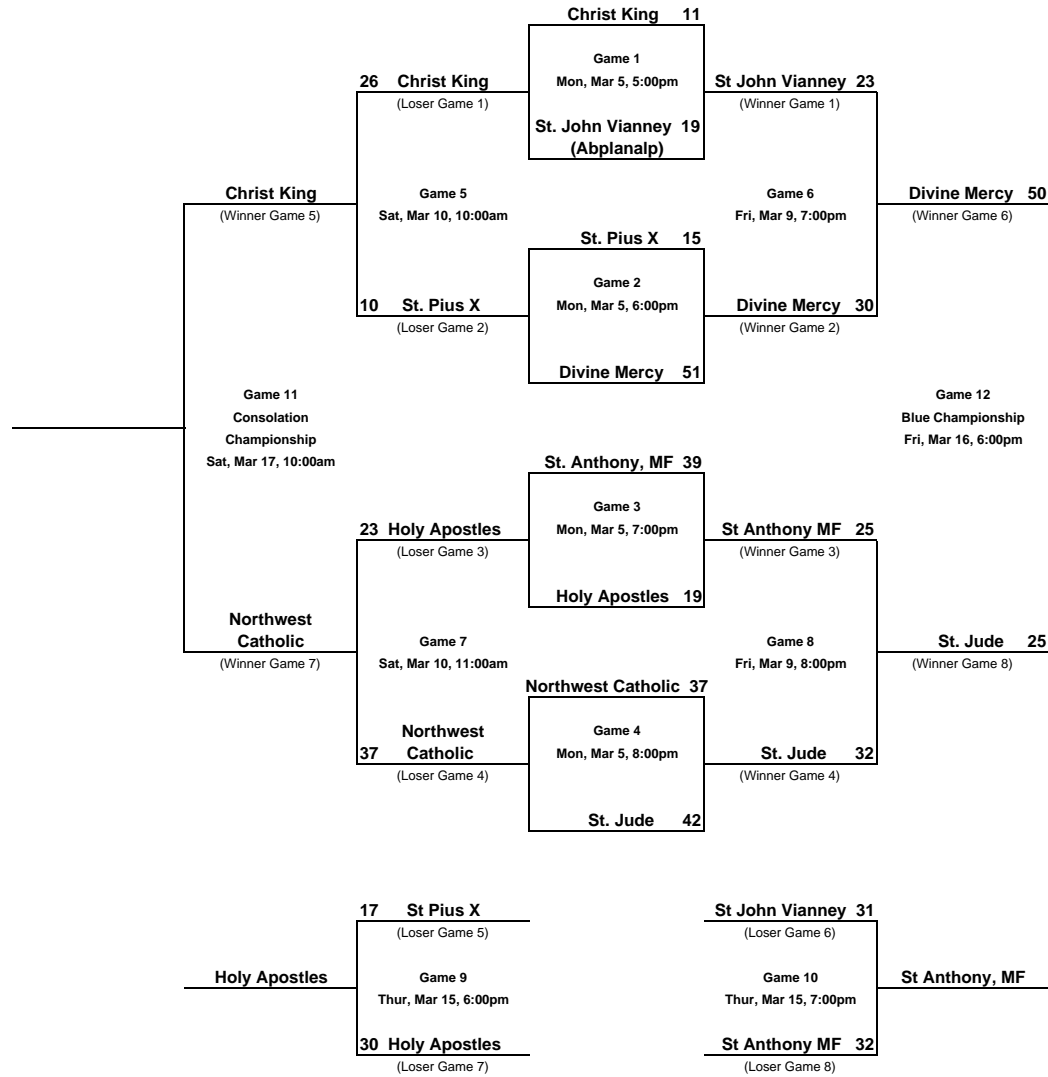 Christ King 11
Game 1
26 Christ King
Mon, Mar 5, 5:00pm
St John Vianney 23
(Loser Game 1)
(Winner Game 1)
St. John Vianney 19
(Abplanalp)
Christ King
Game 5
Game 6
Divine Mercy 50
(Winner Game 5)
Sat, Mar 10, 10:00am
Fri, Mar 9, 7:00pm
(Winner Game 6)
St. Pius X 15
Game 2
10 St. Pius X
Mon, Mar 5, 6:00pm
Divine Mercy 30
(Loser Game 2)
(Winner Game 2)
Divine Mercy 51
Game 11
Consolation
Championship
Sat, Mar 17, 10:00am
Game 12
Blue Championship
Fri, Mar 16, 6:00pm
St. Anthony, MF 39
Game 3
23 Holy Apostles
Mon, Mar 5, 7:00pm
St Anthony MF 25
(Loser Game 3)
(Winner Game 3)
Holy Apostles 19
Northwest
Catholic
Game 7
Game 8
St. Jude 25
(Winner Game 7)
Sat, Mar 10, 11:00am
Fri, Mar 9, 8:00pm
(Winner Game 8)
Northwest Catholic 37
Northwest
Game 4
37 Catholic
Mon, Mar 5, 8:00pm
St. Jude 32
(Loser Game 4)
(Winner Game 4)
St. Jude 42
17 St Pius X
St John Vianney 31
(Loser Game 5)
(Loser Game 6)
Holy Apostles
Game 9
Game 10
St Anthony, MF
Thur, Mar 15, 6:00pm
Thur, Mar 15, 7:00pm
30 Holy Apostles
St Anthony MF 32
(Loser Game 7)
(Loser Game 8)